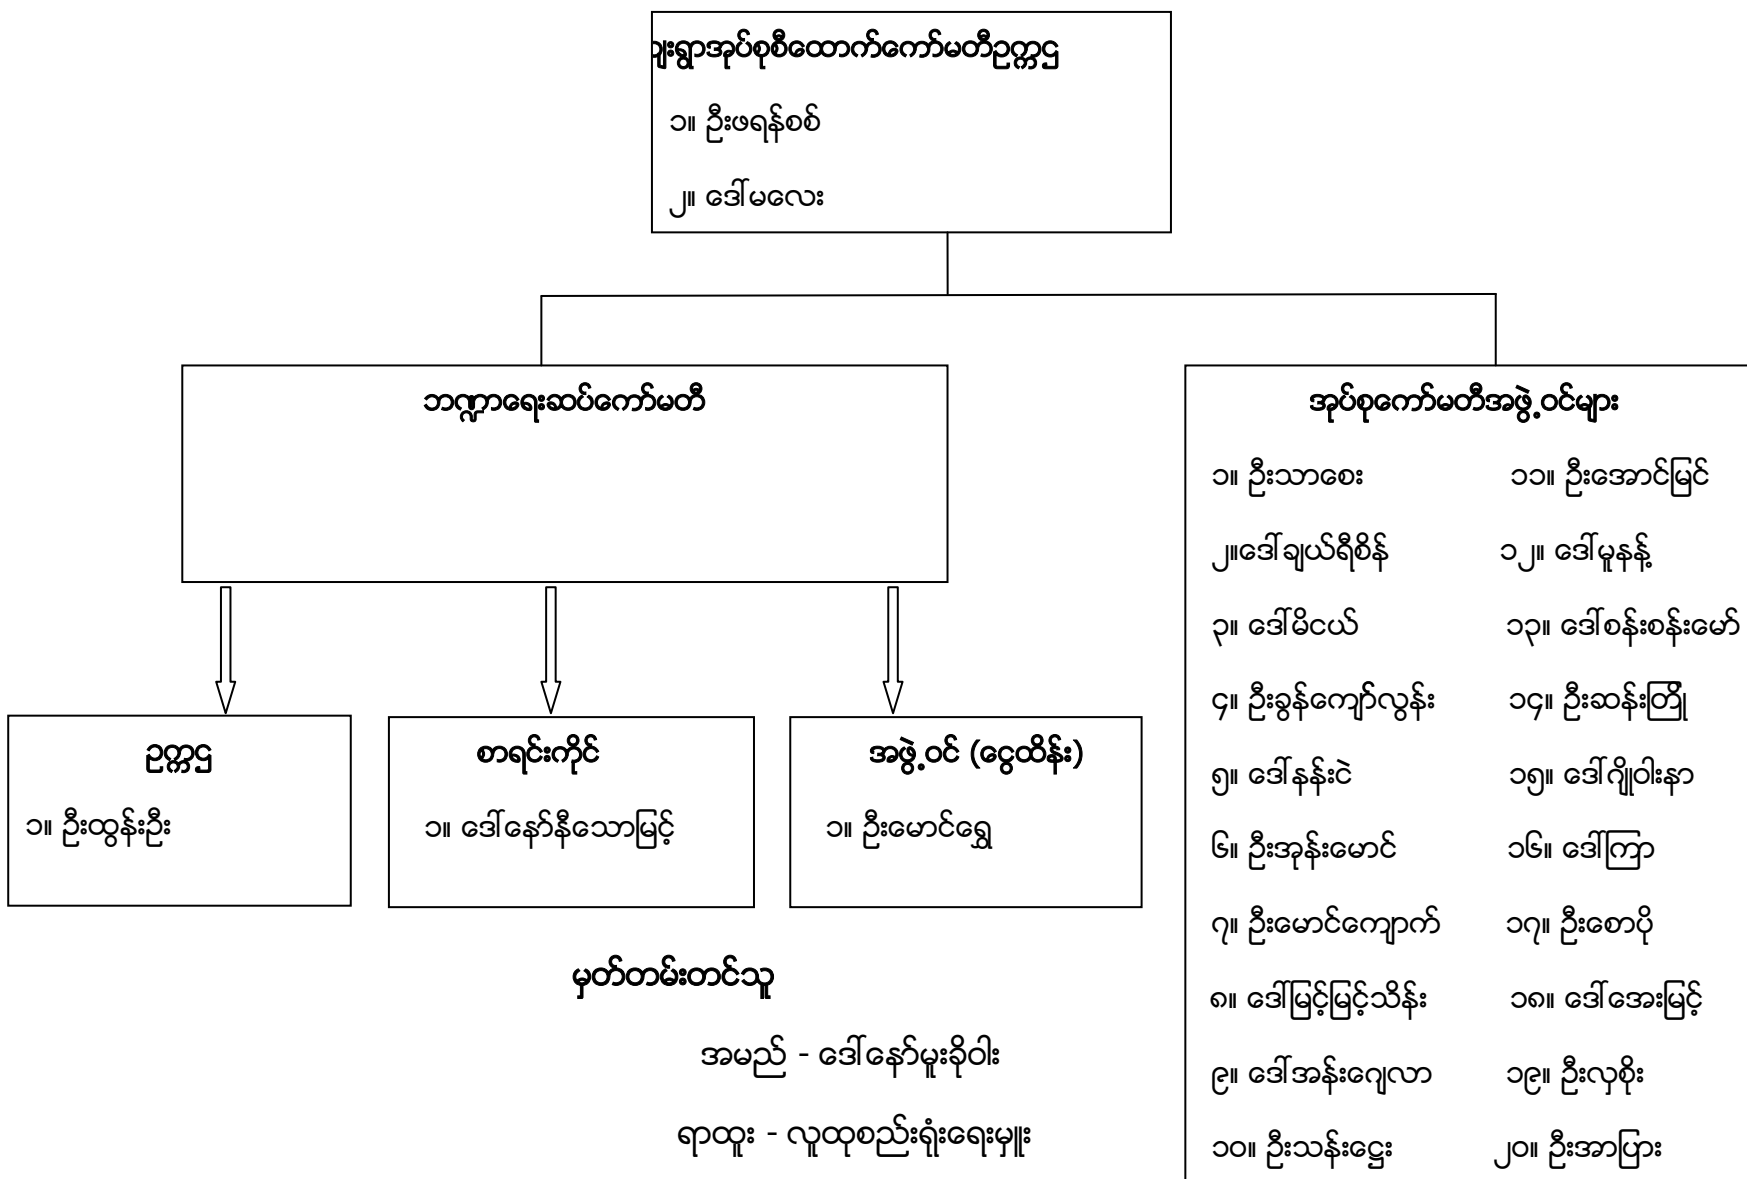 ျေးရွာအုပ်စုစီထောက်ကော်မတီဥက္ကဌ
၁။ ဦးဖရန်စစ်
၂။ ဒေါ်မလေး
ဘဏ္ဍာရေးဆပ်ကော်မတီ
ဥက္ကဌ
၁။ ဦးထွန်းဦး
စာရင်းကိုင်
၁။ ဒေါ်နော်နီသောမြင့်
အဖွဲ့ဝင် (ငွေထိန်း)
၁။ ဦးမောင်ရွှေ
မှတ်တမ်းတင်သူ
အမည် - ဒေါ်နော်မူးခိုဝါး
ရာထူး - လူထုစည်းရုံးရေးမှူး
အုပ်စုကော်မတီအဖွဲ့ဝင်များ
၁။ ဦးသာစေး ၁၁။ ဦးအောင်မြင်
၂။ဒေါ်ချယ်ရီစိန် ၁၂။ ဒေါ်မူနန့်
၃။ ဒေါ်မိငယ် ၁၃။ ဒေါ်စန်းစန်းမော်
၄။ ဦးခွန်ကျော်လွန်း ၁၄။ ဦးဆန်းတြို
၅။ ဒေါ်နန်းငဲ ၁၅။ ဒေါ်ဂျိုဝါးနာ
၆။ ဦးအုန်းမောင် ၁၆။ ဒေါ်ကြာ
၇။ ဦးမောင်ကျောက် ၁၇။ ဦးစောပို
၈။ ဒေါ်မြင့်မြင့်သိန်း ၁၈။ ဒေါ်အေးမြင့်
၉။ ဒေါ်အန်းဂျေလာ ၁၉။ ဦးလှစိုး
၁၀။ ဦးသန်းဋ္ဌေး ၂၀။ ဦးအာပြား